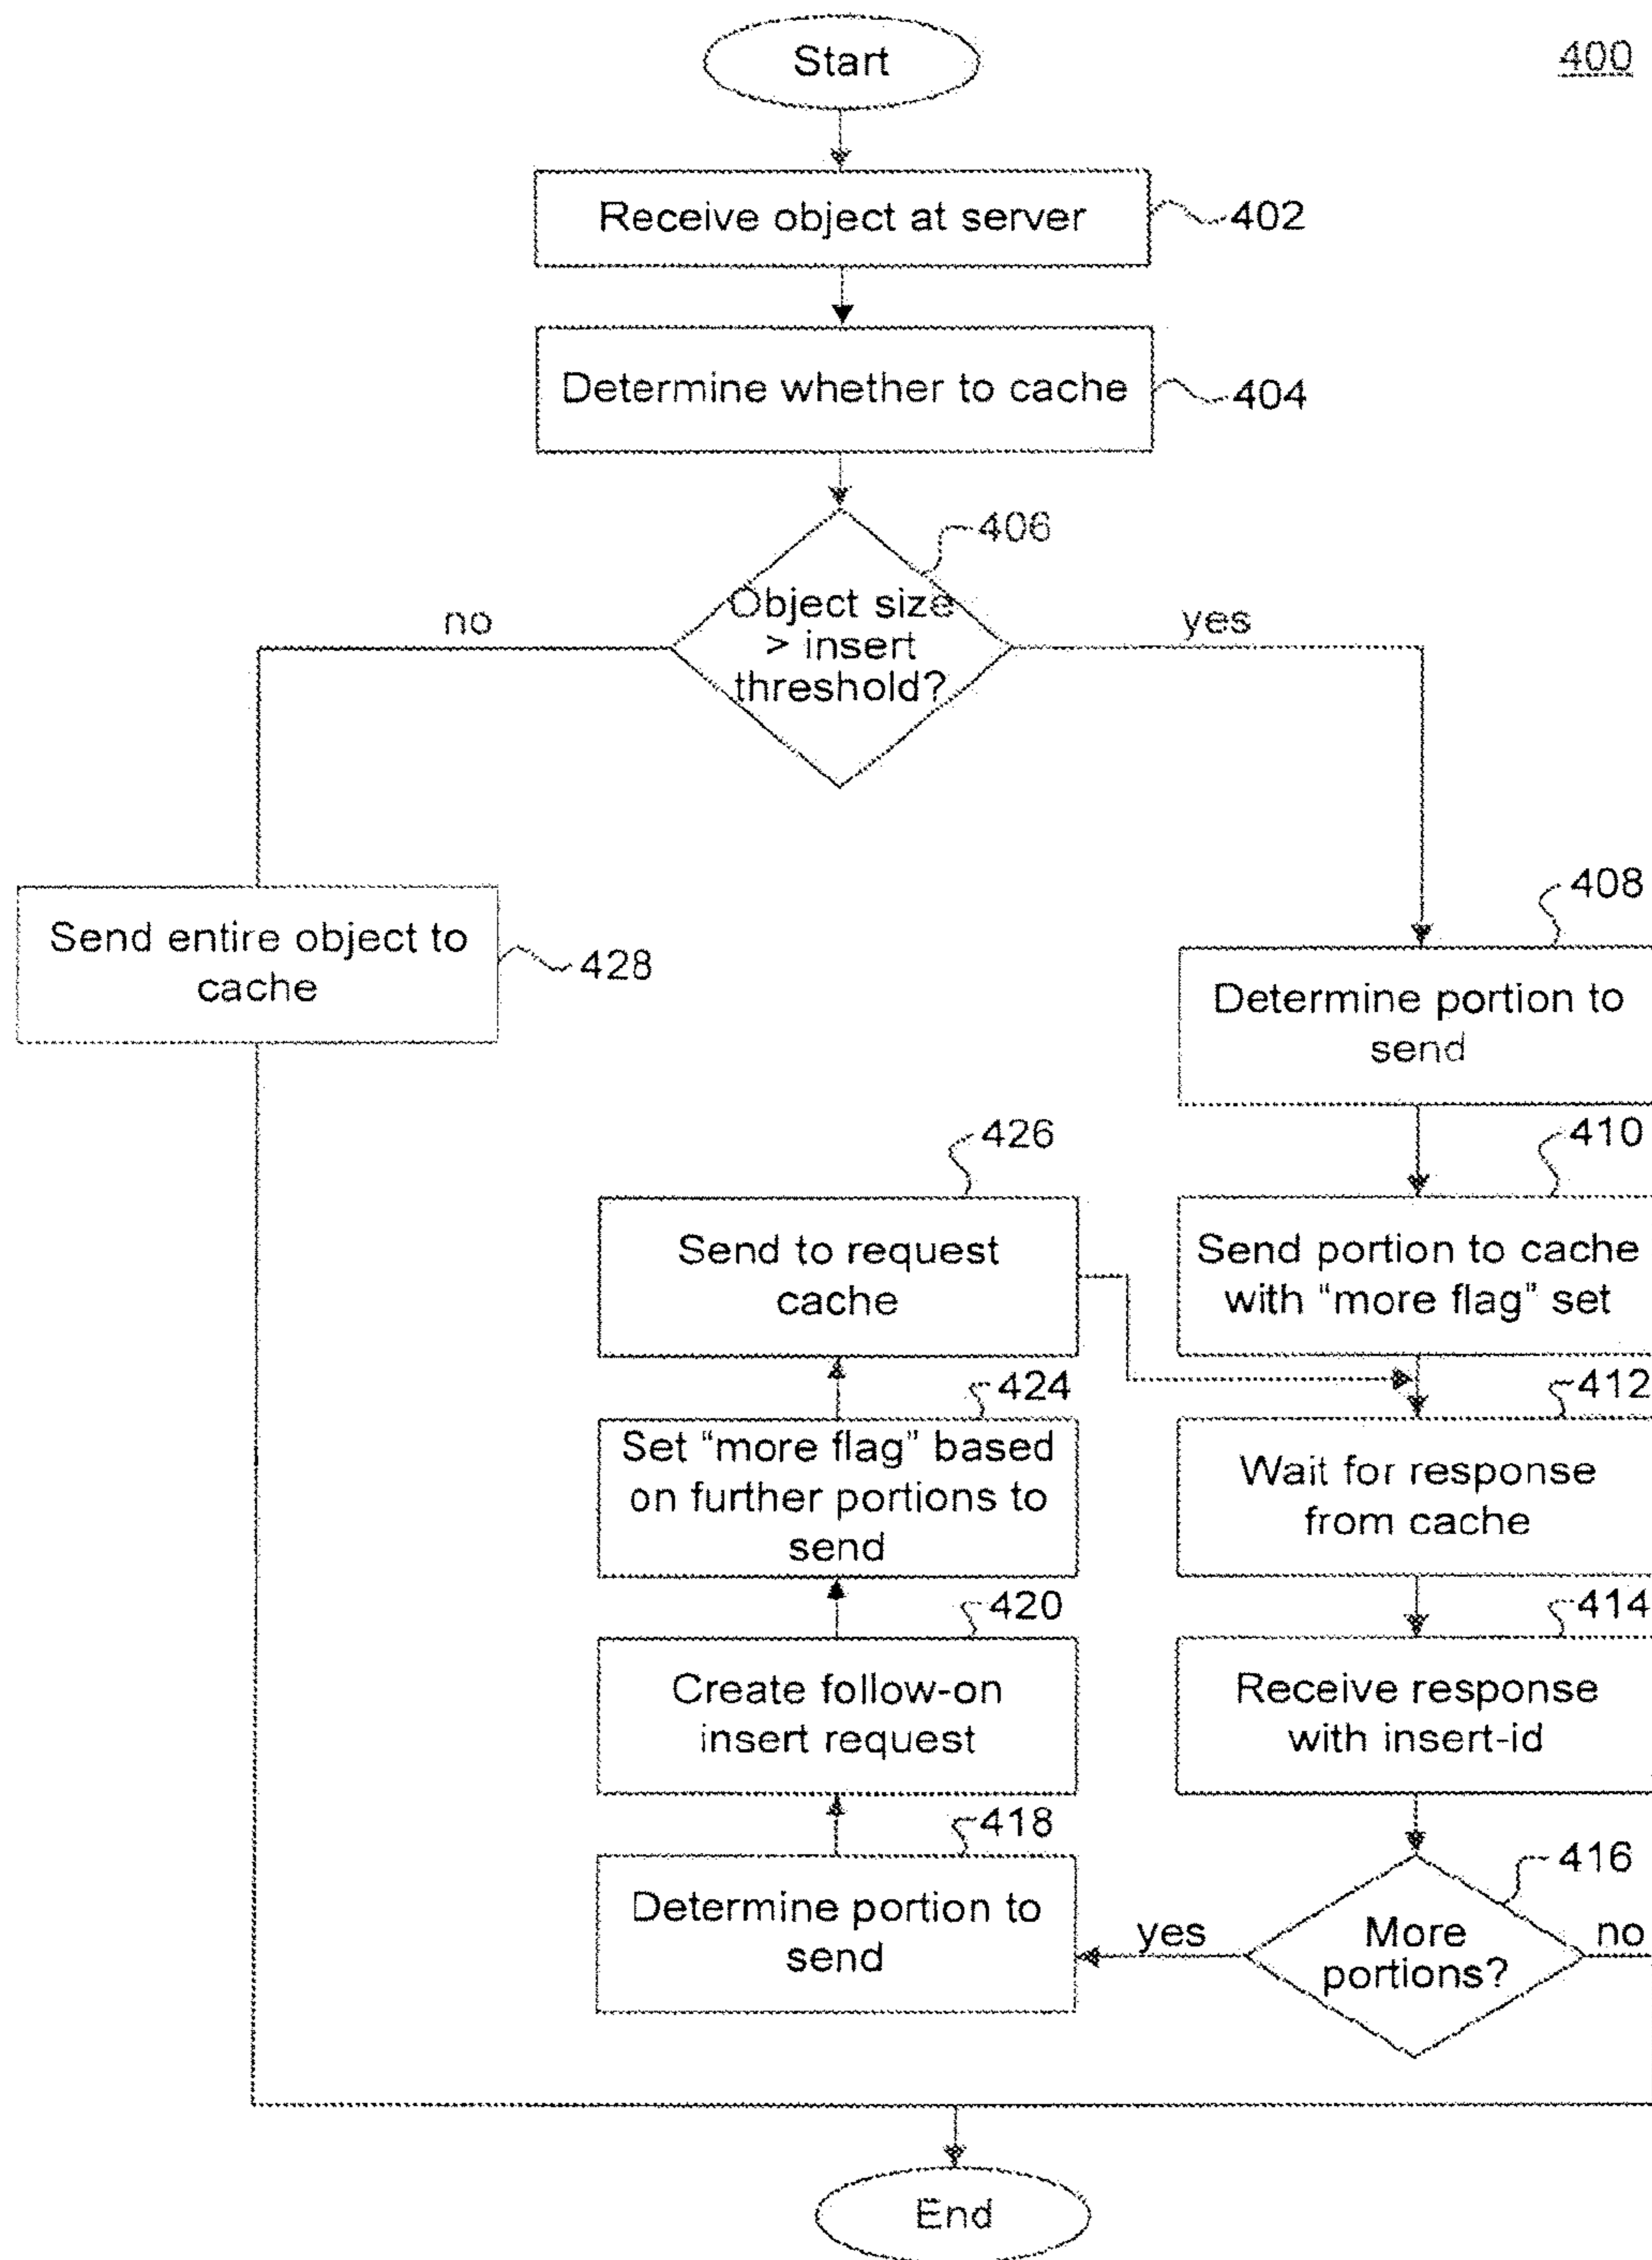 400
Start
Receive object at server
402
Determine whether to cache
404
406
Object size
> insert
threshold?
no
yes
Send entire object to
cache
428
408
Determine portion to
send
410
Send portion to cache
with “more flag” set
426
Send to request
cache
412
Wait for response
from cache
424
Set “more flag” based
on further portions to
send
414
Receive response
with insert-id
420
Create follow-on
insert request
416
More
portions?
yes
no
418
Determine portion to
send
End